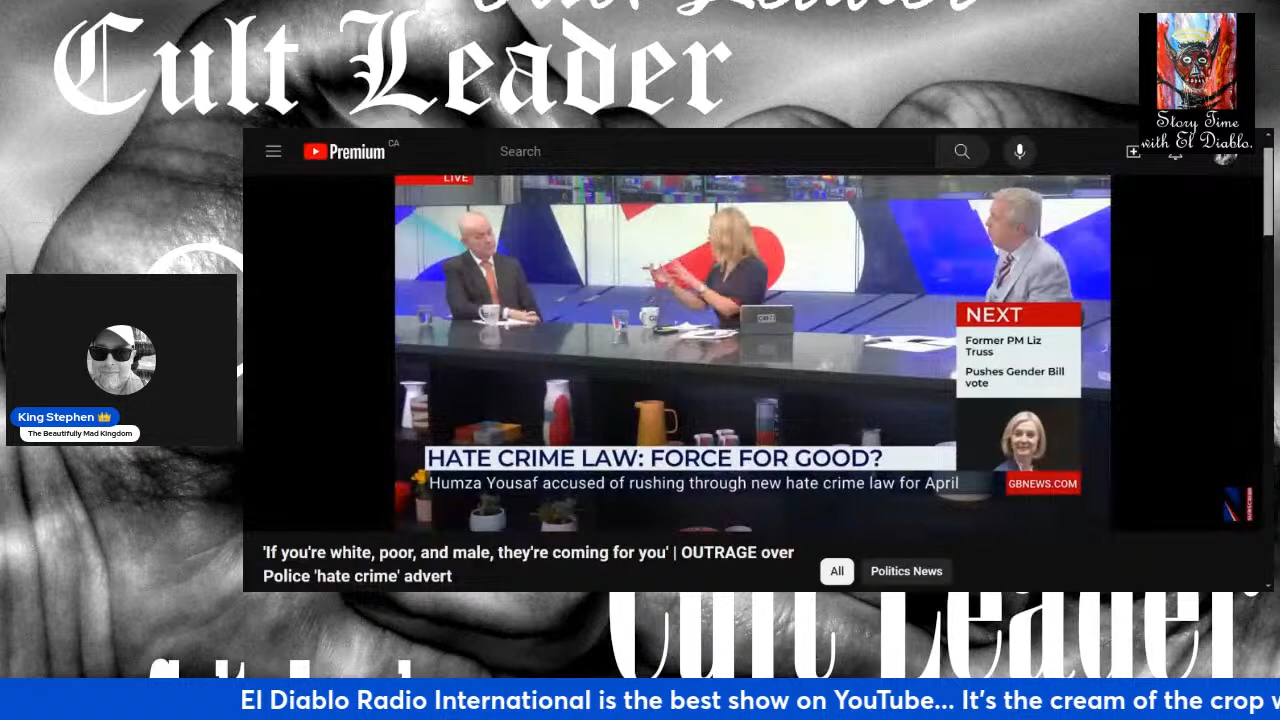 Cult Leader
Cult Leader
Story Time
with El Diablo.
Premium CA
Search
LIVE
NEXT
Former PM Liz
Truss
Pushes Gender Bill
vote
King Stephen
The Beautifully Mad Kingdom
HATE CRIME LAW: FORCE FOR GOOD?
Humza Yousaf accused of rushing through new hate crime law for April
GBNEWS.COM
SUBSCRIBE
'If you're white, poor, and male, they're coming for you' | OUTRAGE over
Police 'hate crime' advert
All
Politics News
Cult Leader
El Diablo Radio International is the best show on YouTube... It's the cream of the crop